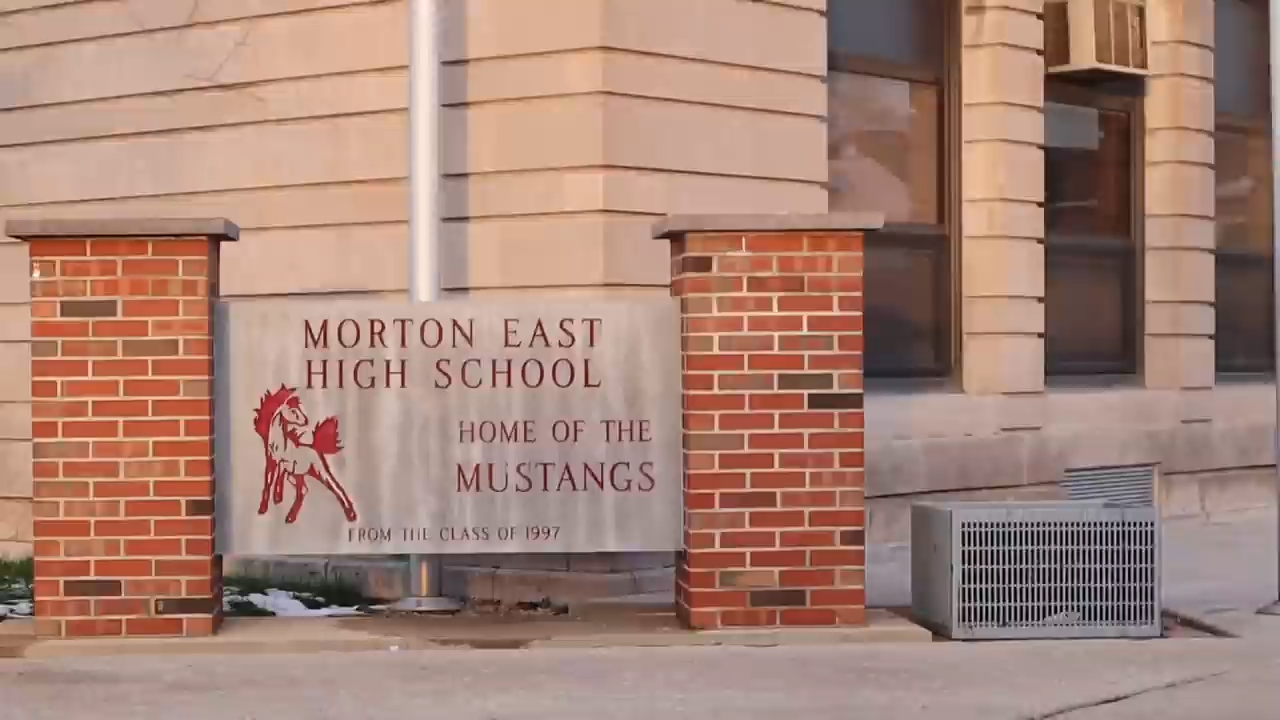 MORTON EAST
HIGH SCHOOL
HOME OF THE
MUSTANGS
FROM THE CLASS OF 1997